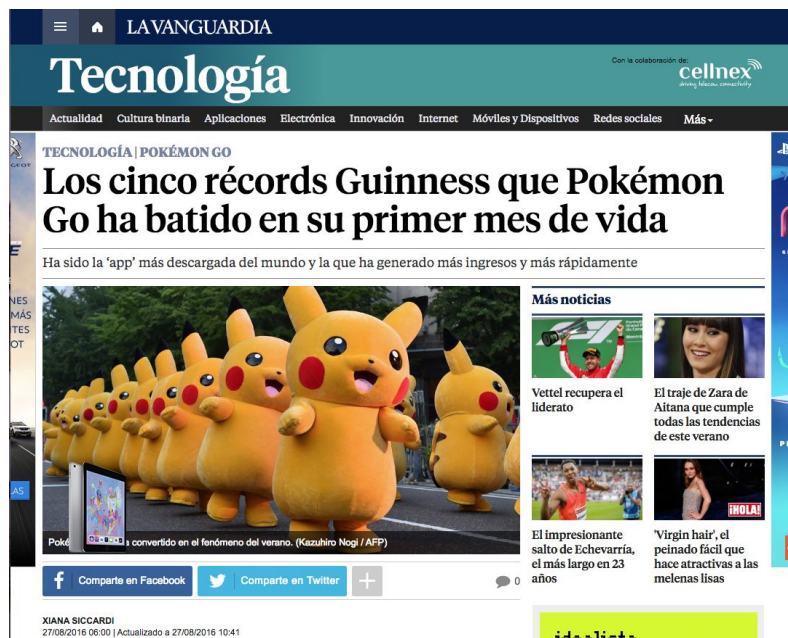 LAVANGUARDIA
Tecnología
Con la colaboración de:
cellnex
driving telecom connectivity
Actualidad Cultura binaria Aplicaciones Electrónica Innovación Internet Móviles y Dispositivos Redes sociales Más
TECNOLOGÍA | POKÉMON GO
Los cinco récords Guinness que Pokémon
Go ha batido en su primer mes de vida
Ha sido la ‘app’ más descargada del mundo y la que ha generado más ingresos y más rápidamente
NES
MÁS
TES
OT
AS
a convertido en el fenómeno del verano. (Kazuhiro Nogi / AFP)
Comparte en Facebook
Comparte en Twitter
0
XIANA SICCARDI
27/08/2016 06:00 | Actualizado a 27/08/2016 10:41
Más noticias
Vettel recupera el
liderato
El traje de Zara de
Aitana que cumple
todas las tendencias
de este verano
El impresionante
salto de Echevarría,
el más largo en 23
años
¡HOLA!
'Virgin hair', el
peinado fácil que
hace atractivas a las
melenas lisas